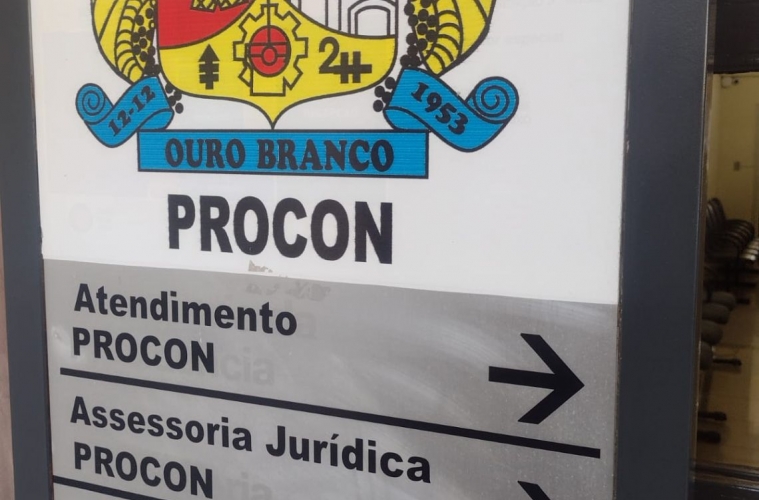 12-12
1953
OURO BRANCO
PROCON
Atendimento
PROCON
Assessoria Jurídica
PROCON